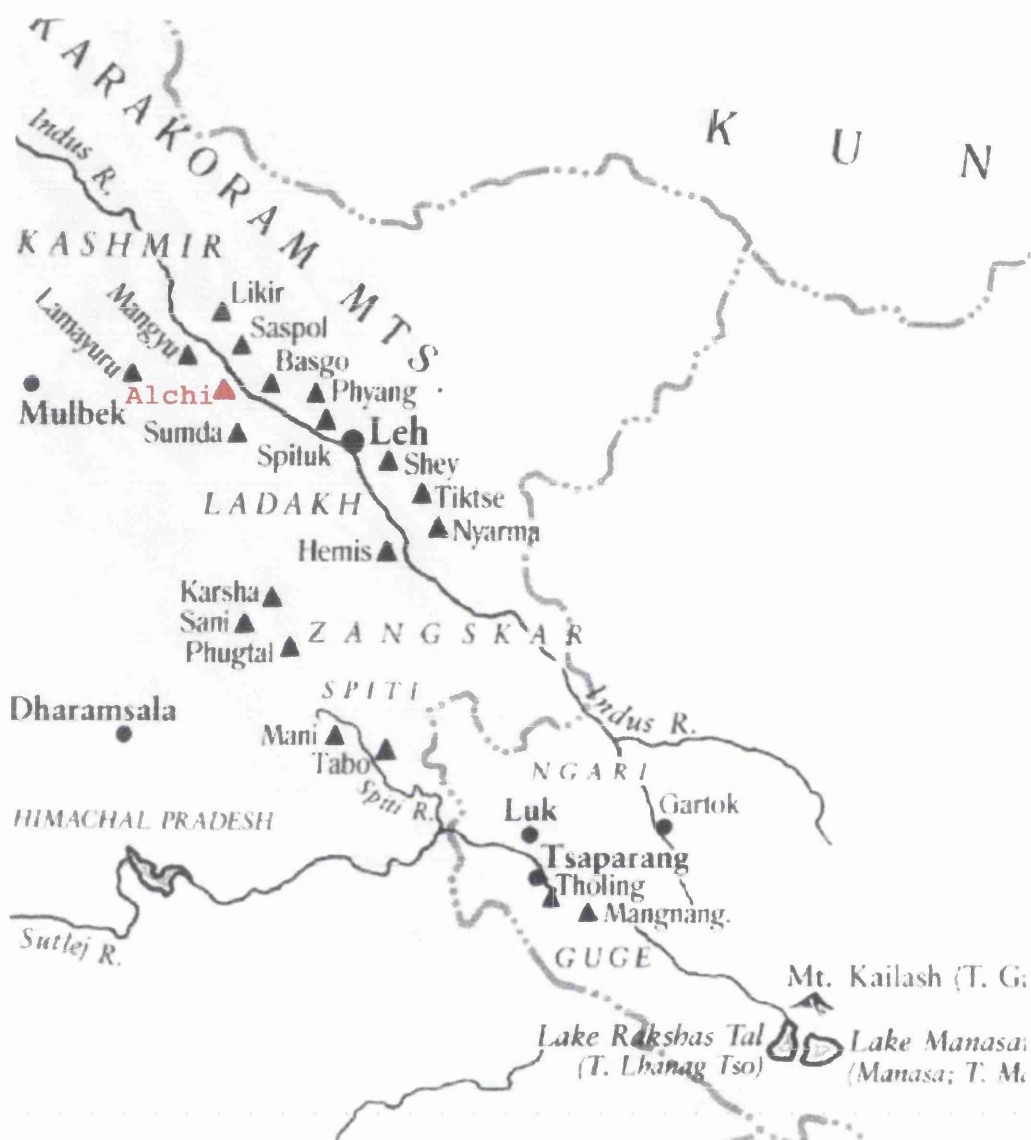 KARAKORAM MTS.
KUN
Indus R.
KASHMIR
Likir
Mangyu
Lamayuru
Saspol
Basgo
Phyang
Alchi
Mulbek
Sumda
Leh
Spituk
Shey
LADAKH
Tiktse
Nyarma
Hemis
Karsha
Sani
ZANGSKAR
Phugtal
SPITI
Dharamsala
Indus R.
Mani
Tabo
NGARI
Spiti R.
Luk
Gartok
HIMACHAL PRADESH
Tsaparang
Tholing
Mangnang.
Sutlej R.
GUGE
Mt. Kailash (T. G
Lake Rakshas Tal
(T. Lhanag Tso)
Lake Manasa
(Manasa; T. Ma